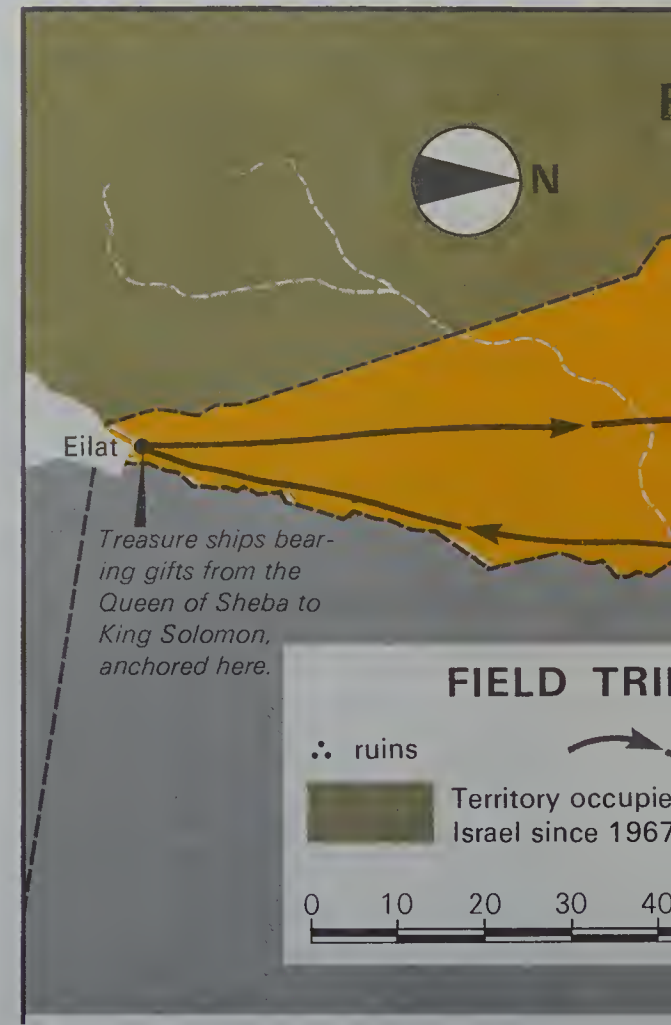 N
Eilat
Treasure ships bear-
ing gifts from the
Queen of Sheba to
King Solomon,
anchored here.
FIELD
ruins
Territory
Israel since 1967
0 10 20 30 40